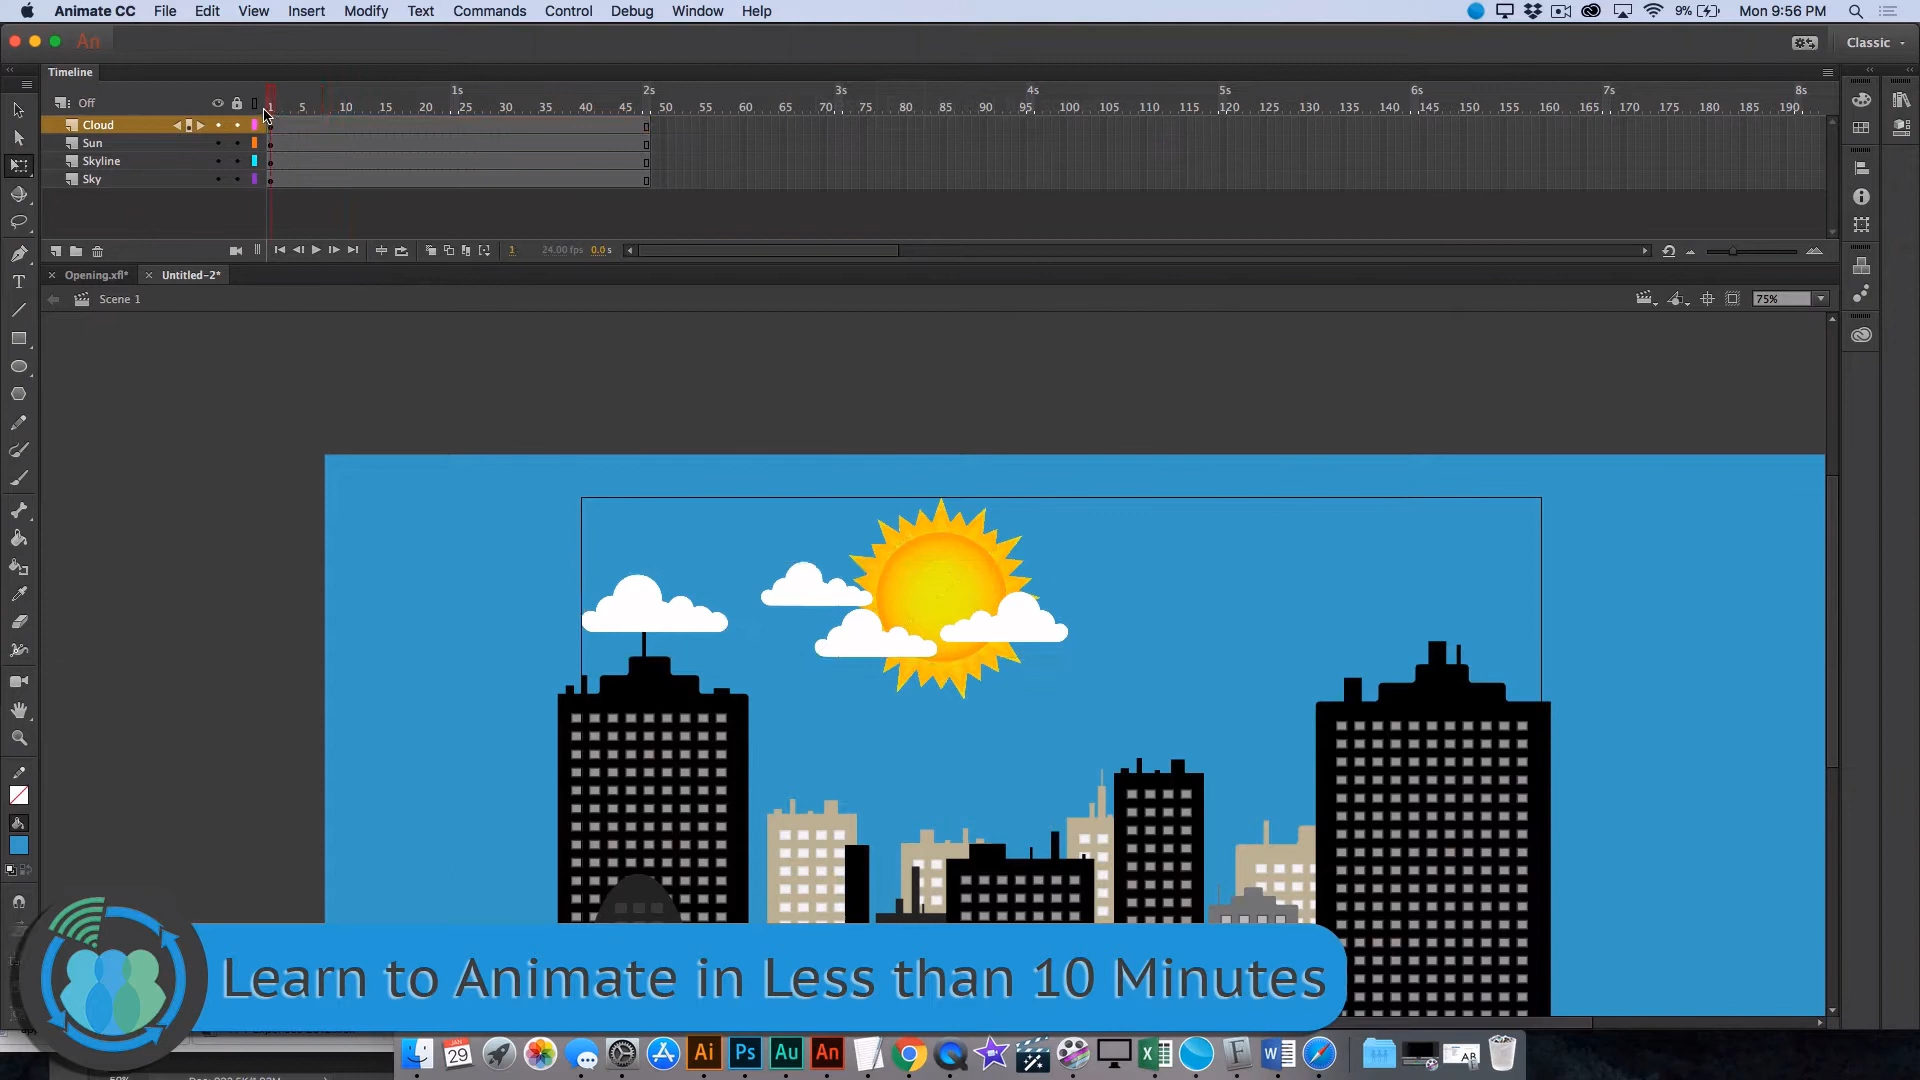 Animate CC File Edit View Insert Modify Text Commands Control Debug Window Help 9% Mon 9:56 PM
An Classic
Timeline
1s 2s 3s 4s 5s 6s 7s 8s
Off 1 5 10 15 20 25 30 35 40 45 50 55 60 65 70 75 80 85 90 95 100 105 110 115 120 125 130 135 140 145 150 155 160 165 170 175 180 185 190
Cloud
Sun
Skyline
Sky
1 24.00 fps 0.0 s
Opening.xfl* Untitled-2*
Scene 1 75%
Learn to Animate in Less than 10 Minutes
JAN 29 Ai Ps Au An